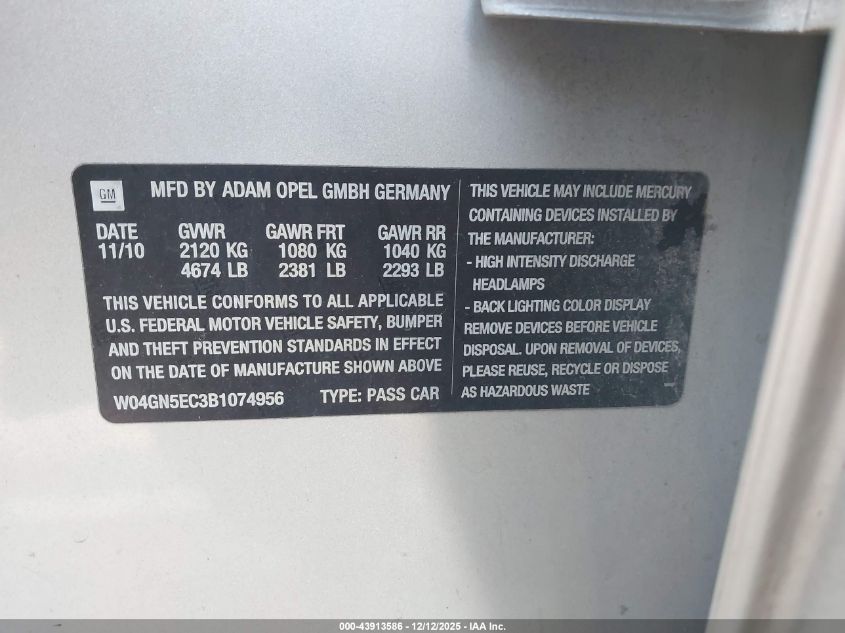 GM
MFD BY ADAM OPEL GMBH GERMANY
DATE GVWR GAWR FRT GAWR RR
11/10 2120 KG 1080 KG 1040 KG
4674 LB 2381 LB 2293 LB
THIS VEHICLE CONFORMS TO ALL APPLICABLE
U.S. FEDERAL MOTOR VEHICLE SAFETY, BUMPER
AND THEFT PREVENTION STANDARDS IN EFFECT
ON THE DATE OF MANUFACTURE SHOWN ABOVE
W04GN5EC3B1074956 TYPE: PASS CAR
THIS VEHICLE MAY INCLUDE MERCURY
CONTAINING DEVICES INSTALLED BY
THE MANUFACTURER:
- HIGH INTENSITY DISCHARGE
HEADLAMPS
- BACK LIGHTING COLOR DISPLAY
REMOVE DEVICES BEFORE VEHICLE
DISPOSAL. UPON REMOVAL OF DEVICES,
PLEASE REUSE, RECYCLE OR DISPOSE
AS HAZARDOUS WASTE
000-43913586 - 12/12/2025 - IAA Inc.